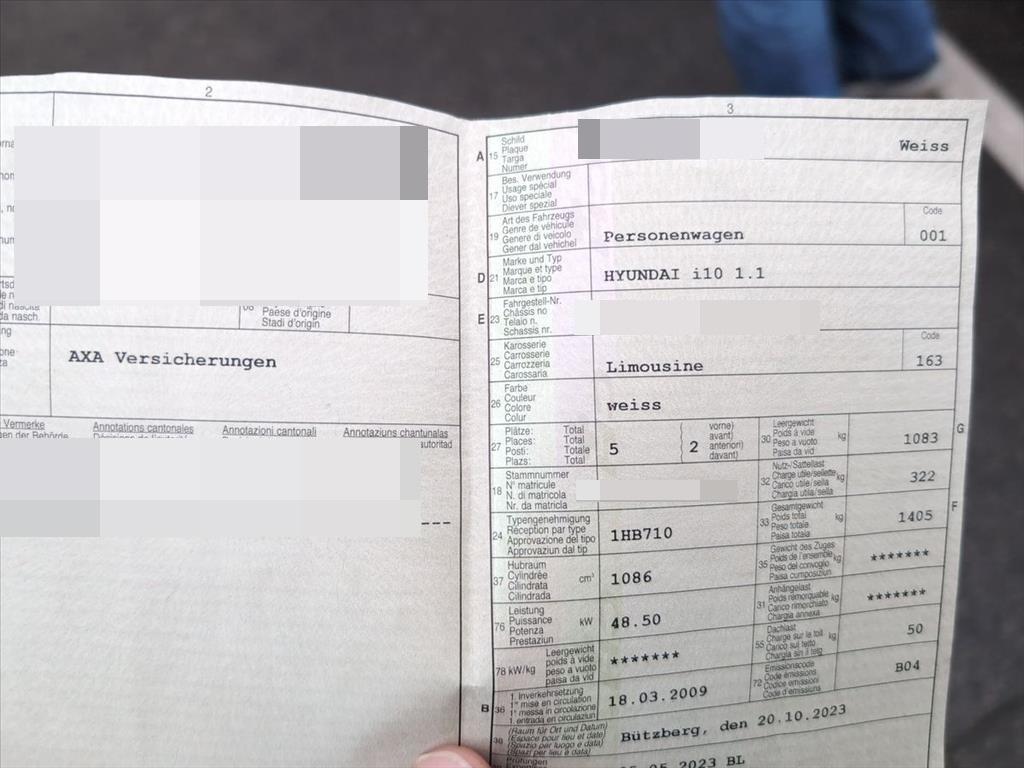 2
AXA Versicherungen
Paese d'origine
Stadi d'origin
Vermerke
Annotations cantonales
Annotazioni cantonali
Annotaziuns chantunalas
3
A 15 Schild
Plaque
Targa
Numer
Weiss
17 Bes. Verwendung
Usage spécial
Uso speciale
Diever spezial
19 Art des Fahrzeugs
Genre de véhicule
Genere di veicolo
Gener dal vehichel
Personenwagen
Code
001
D 21 Marke und Typ
Marque et type
Marca e tipo
Marca e tip
HYUNDAI i10 1.1
E 23 Fahrgestell-Nr.
Châssis no
Telaio n.
Schassis nr.
25 Karosserie
Carrosserie
Carrozzeria
Carossaria
Limousine
Code
163
26 Farbe
Couleur
Colore
Colur
weiss
27 Plätze: Total
Places: Total
Posti: Totale
Plazs: Total
5
2
vorne)
avant)
anteriori)
davant)
G
30 Leergewicht
Poids à vide
Peso a vuoto
Paisa da vid
kg
1083
18 Stammnummer
N° matricule
N. di matricola
Nr. da matricla
32 Nutz-/Sattellast
Charge utile/sellette
Carico utile/sella
Chargia utila/sella
kg
322
24 Typengenehmigung
Réception par type
Approvazione del tipo
Approvaziun dal tip
1HB710
F
33 Gesamtgewicht
Poids total
Peso totale
Paisa totala
kg
1405
37 Hubraum
Cylindrée
Cilindrata
Cilindrada
cm³
1086
35 Gewicht des Zuges
Poids de l'ensemble
Peso del convoglio
Paisa cumposiziun
kg
*******
76 Leistung
Puissance
Potenza
Prestaziun
kW
48.50
31 Anhängelast
Poids remorquable
Carico rimorchiato
Chargia annexa
kg
*******
78 kW/kg
Leergewicht
poids à vide
peso a vuoto
paisa da vid
*******
55 Dachlast
Charge sur le toit
Carico sul tetto
Chargia sin il tetg
kg
50
B 36 1. Inverkehrsetzung
1re mise en circulation
1a messa in circolazione
1. entrada en circulaziun
18.03.2009
72 Emissionscode
Code émissions
Codice emissioni
Code d'emissiuns
B04
38 (Raum für Ort und Datum)
(Espace pour lieu et date)
(Spazio per luogo e data)
(Spazi per lieu e data)
Bützberg, den 20.10.2023
Prüfungen
05 2023 BL